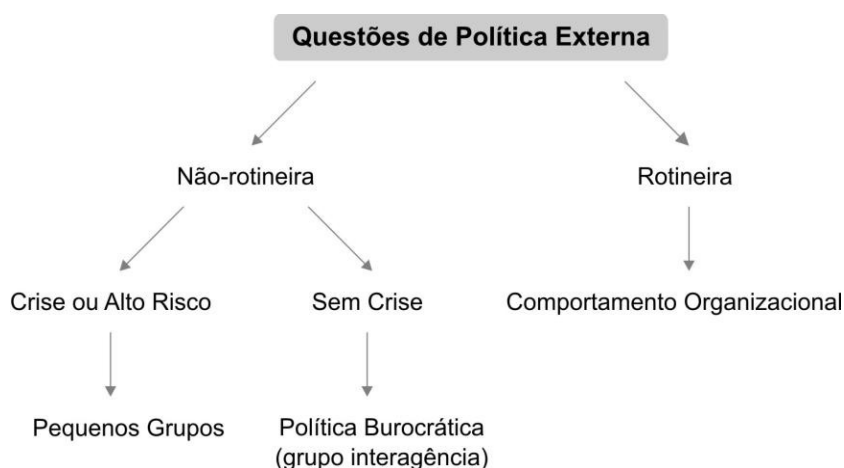 Questões de Política Externa
Não-rotineira
Rotineira
Crise ou Alto Risco
Sem Crise
Comportamento Organizacional
Pequenos Grupos
Política Burocrática
(grupo interagência)